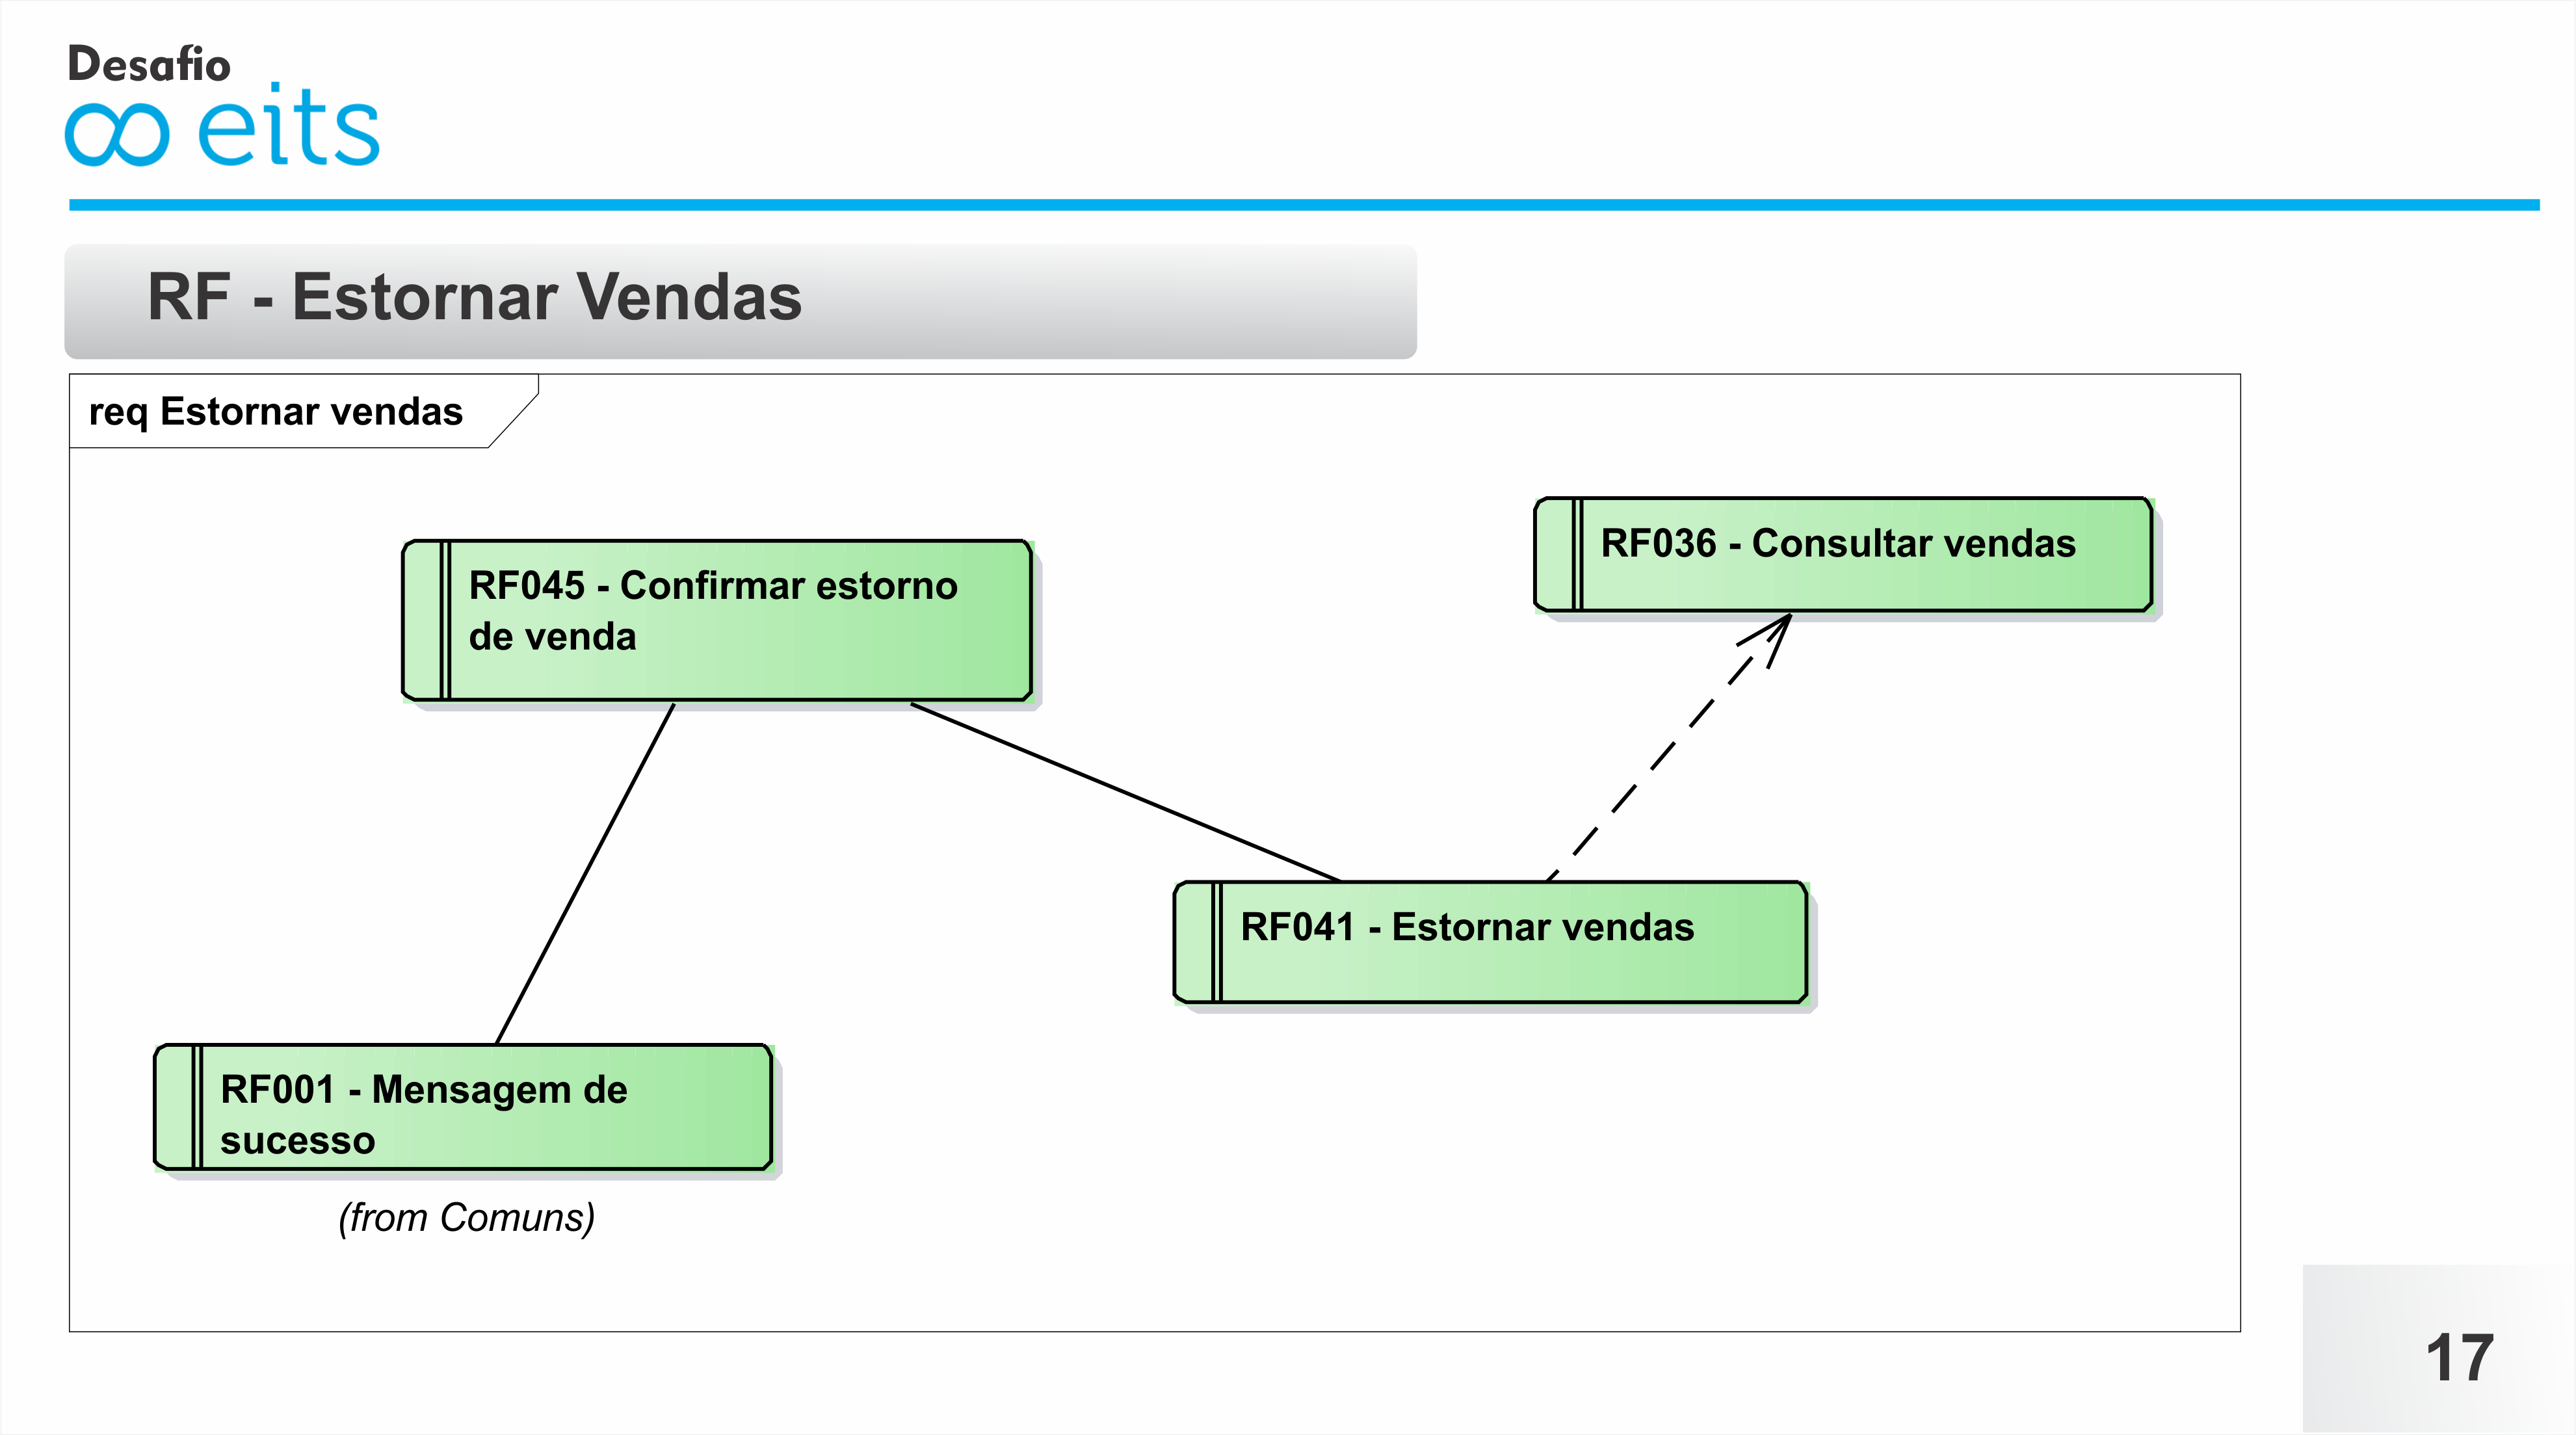 Desafio
eits
RF - Estornar Vendas
req Estornar vendas
RF045 - Confirmar estorno
de venda
RF036 - Consultar vendas
RF041 - Estornar vendas
RF001 - Mensagem de
sucesso
(from Comuns)
17